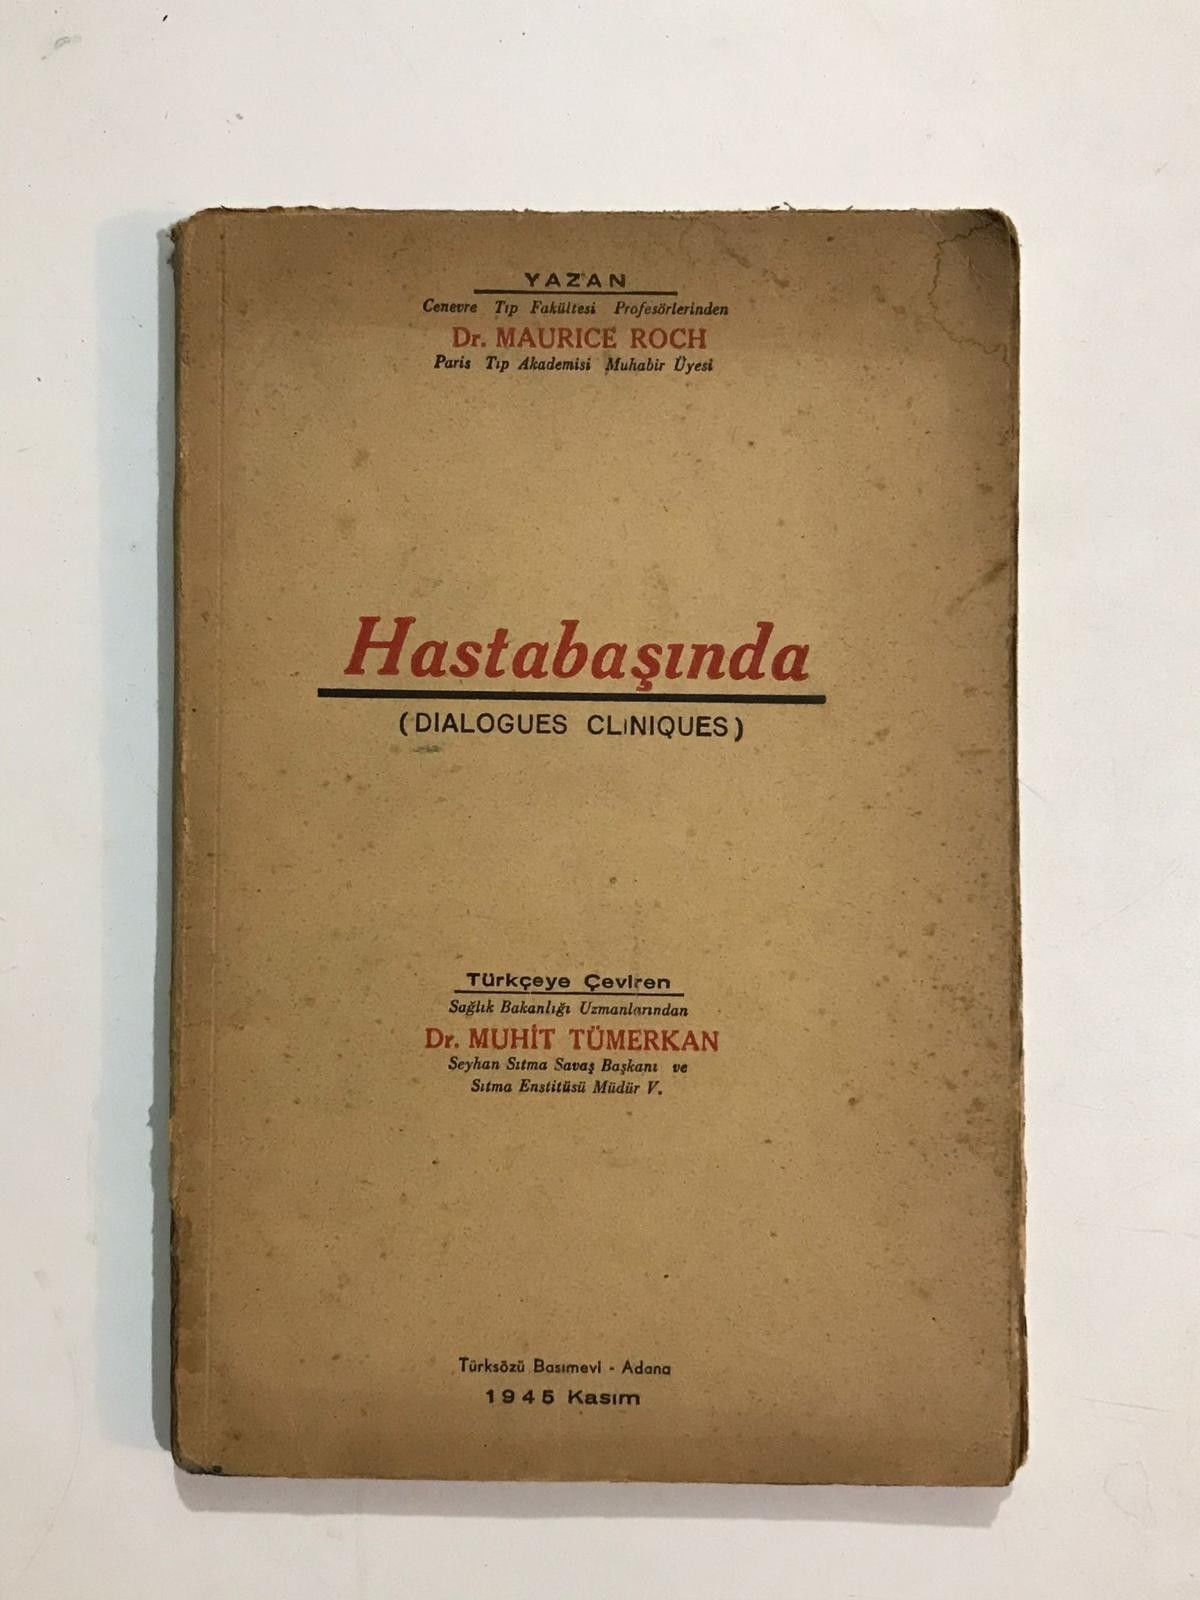 YAZAN
Cenevre Tıp Fakültesi Profesörlerinden
Dr. MAURICE ROCH
Paris Tıp Akademisi Muhabir Üyesi
Hastabaşında
(DIALOGUES CLiNIQUES)
Türkçeye Çeviren
Sağlık Bakanlığı Uzmanlarından
Dr. MUHİT TÜMERKAN
Seyhan Sıtma Savaş Başkanı ve
Sıtma Enstitüsü Müdür V.
Türksözü Basımevi - Adana
1945 Kasım